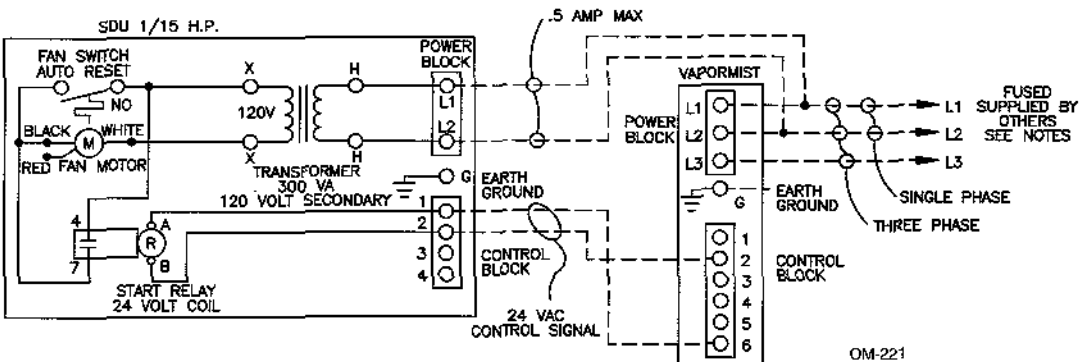 SDU 1/15 H.P.
.5 AMP MAX
FAN SWITCH
AUTO RESET
NO
BLACK
WHITE
M
RED
FAN MOTOR
X
H
120V
X
H
TRANSFORMER
300 VA
120 VOLT SECONDARY
POWER
BLOCK
L1
L2
G
EARTH
GROUND
1
2
3
4
CONTROL
BLOCK
4
7
A
R
B
START RELAY
24 VOLT COIL
24 VAC
CONTROL SIGNAL
VAPORMIST
POWER
BLOCK
L1
L2
L3
G
EARTH
GROUND
1
2
3
4
5
6
CONTROL
BLOCK
L1
L2
L3
FUSED
SUPPLIED BY
OTHERS
SEE NOTES
SINGLE PHASE
THREE PHASE
OM-221